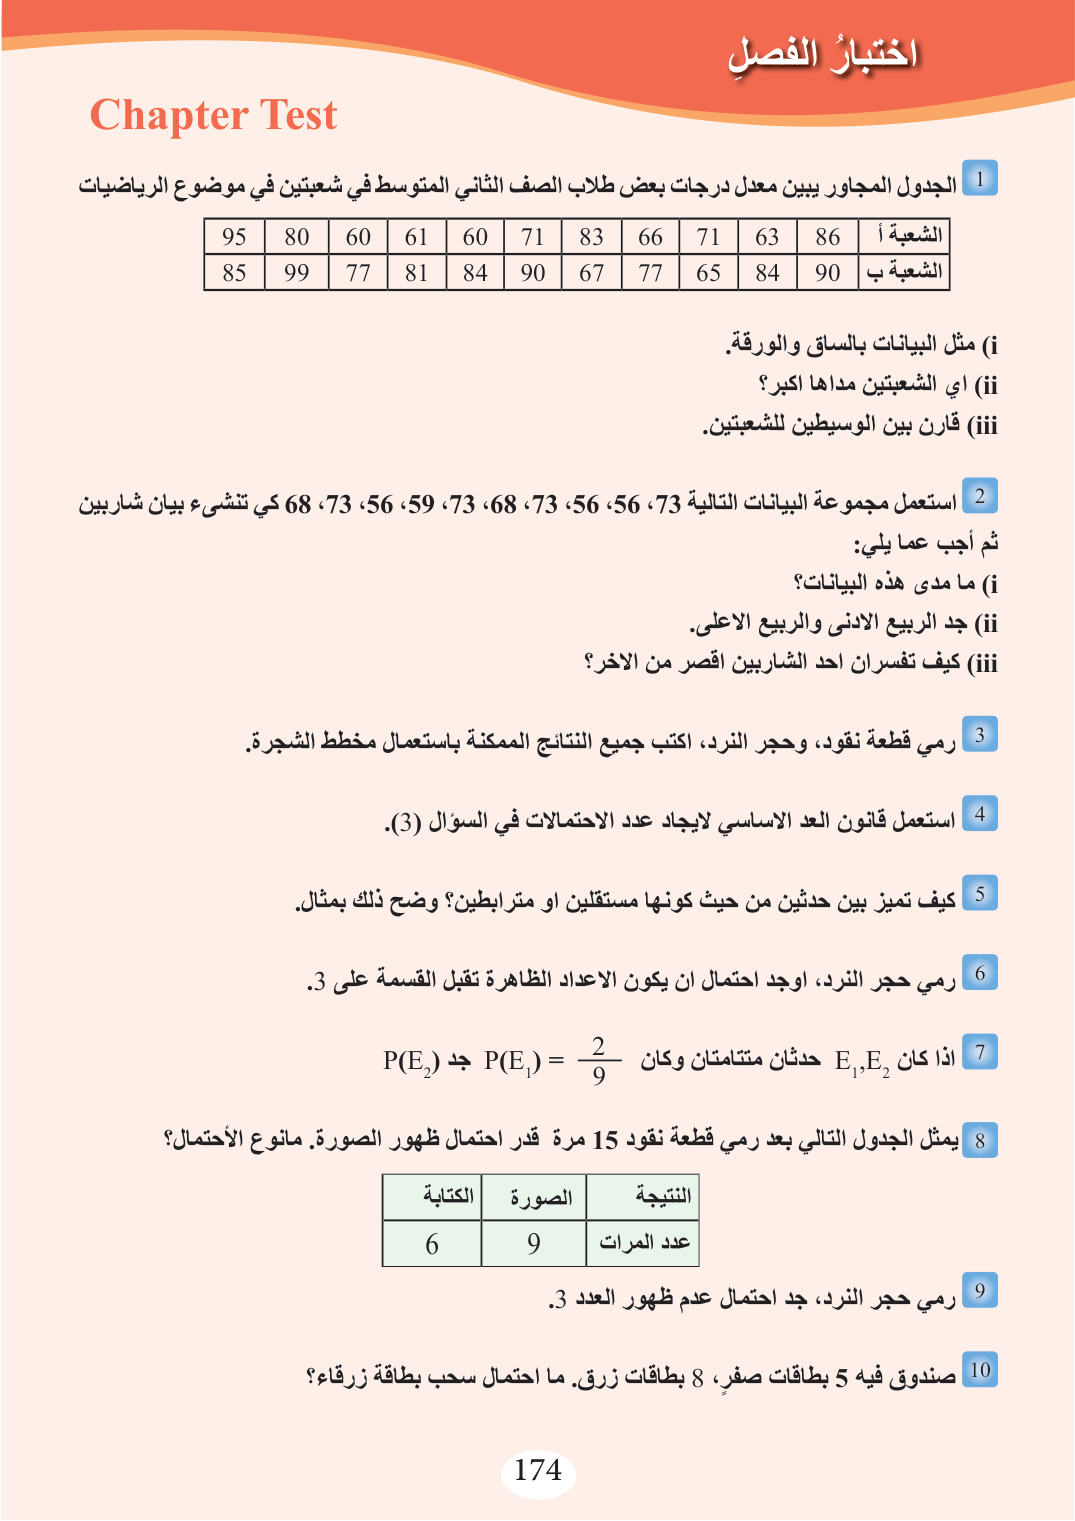 اختبارُ الفصلِ
Chapter Test
1 الجدول المجاور يبين معدل درجات بعض طلاب الصف الثاني المتوسط في شعبتين في موضوع الرياضيات
الشعبة أ 86 63 71 66 83 71 60 61 60 80 95
الشعبة ب 90 84 65 77 67 90 84 81 77 99 85
i) مثل البيانات بالساق والورقة.
ii) اي الشعبتين مداها اكبر؟
iii) قارن بين الوسيطين للشعبتين.
2 استعمل مجموعة البيانات التالية 73، 56، 56، 73، 68، 73، 59، 56، 73، 68 كي تنشىء بيان شاربين
ثم أجب عما يلي:
i) ما مدى هذه البيانات؟
ii) جد الربيع الادنى والربيع الاعلى.
iii) كيف تفسران احد الشاربين اقصر من الاخر؟
3 رمي قطعة نقود، وحجر النرد، اكتب جميع النتائج الممكنة باستعمال مخطط الشجرة.
4 استعمل قانون العد الاساسي لايجاد عدد الاحتمالات في السؤال (3).
5 كيف تميز بين حدثين من حيث كونها مستقلين او مترابطين؟ وضح ذلك بمثال.
6 رمي حجر النرد، اوجد احتمال ان يكون الاعداد الظاهرة تقبل القسمة على 3.
7 اذا كان E₁,E₂ حدثان متتامتان وكان P(E₁) = 2/9 جد P(E₂)
8 يمثل الجدول التالي بعد رمي قطعة نقود 15 مرة قدر احتمال ظهور الصورة. مانوع الأحتمال؟
النتيجة الصورة الكتابة
عدد المرات 9 6
9 رمي حجر النرد، جد احتمال عدم ظهور العدد 3.
10 صندوق فيه 5 بطاقات صفرٍ، 8 بطاقات زرق. ما احتمال سحب بطاقة زرقاء؟
174